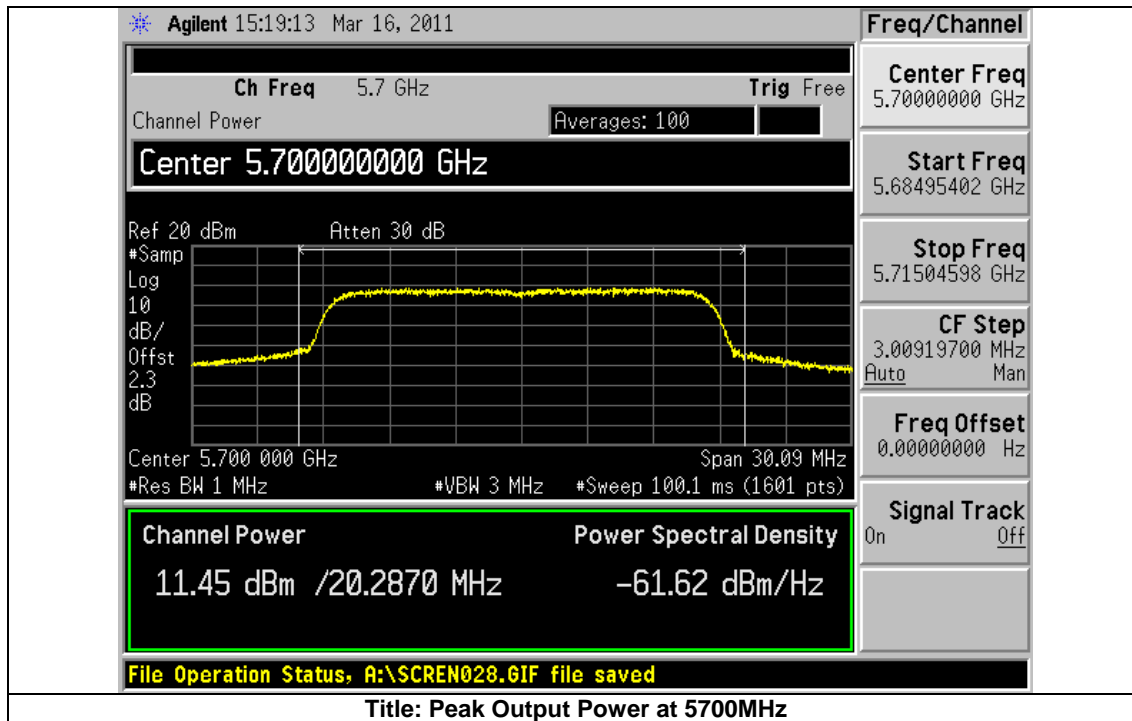 Agilent 15:19:13 Mar 16, 2011
Freq/Channel
Ch Freq 5.7 GHz Trig Free
Channel Power Averages: 100
Center 5.700000000 GHz
Ref 20 dBm Atten 30 dB
#Samp
Log
10
dB/
Offst
2.3
dB
Center 5.700 000 GHz Span 30.09 MHz
#Res BW 1 MHz #VBW 3 MHz #Sweep 100.1 ms (1601 pts)
Channel Power Power Spectral Density
11.45 dBm /20.2870 MHz -61.62 dBm/Hz
File Operation Status, A:\SCREN028.GIF file saved
Center Freq
5.70000000 GHz
Start Freq
5.68495402 GHz
Stop Freq
5.71504598 GHz
CF Step
3.00919700 MHz
Auto Man
Freq Offset
0.00000000 Hz
Signal Track
On Off
Title: Peak Output Power at 5700MHz